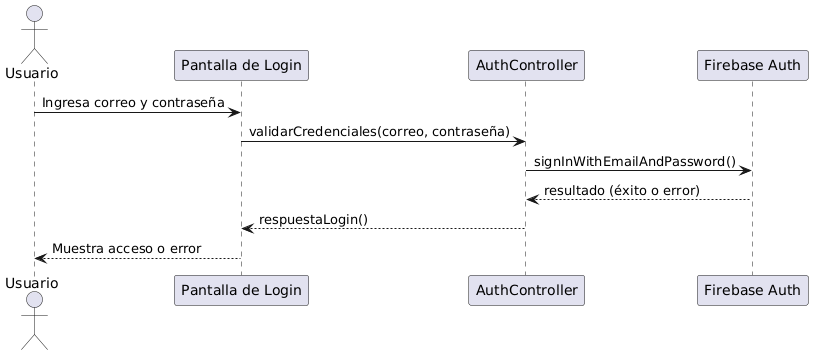 Usuario
Pantalla de Login
AuthController
Firebase Auth
Ingresa correo y contraseña
validarCredenciales(correo, contraseña)
signInWithEmailAndPassword()
resultado (éxito o error)
respuestaLogin()
Muestra acceso o error
Usuario
Pantalla de Login
AuthController
Firebase Auth